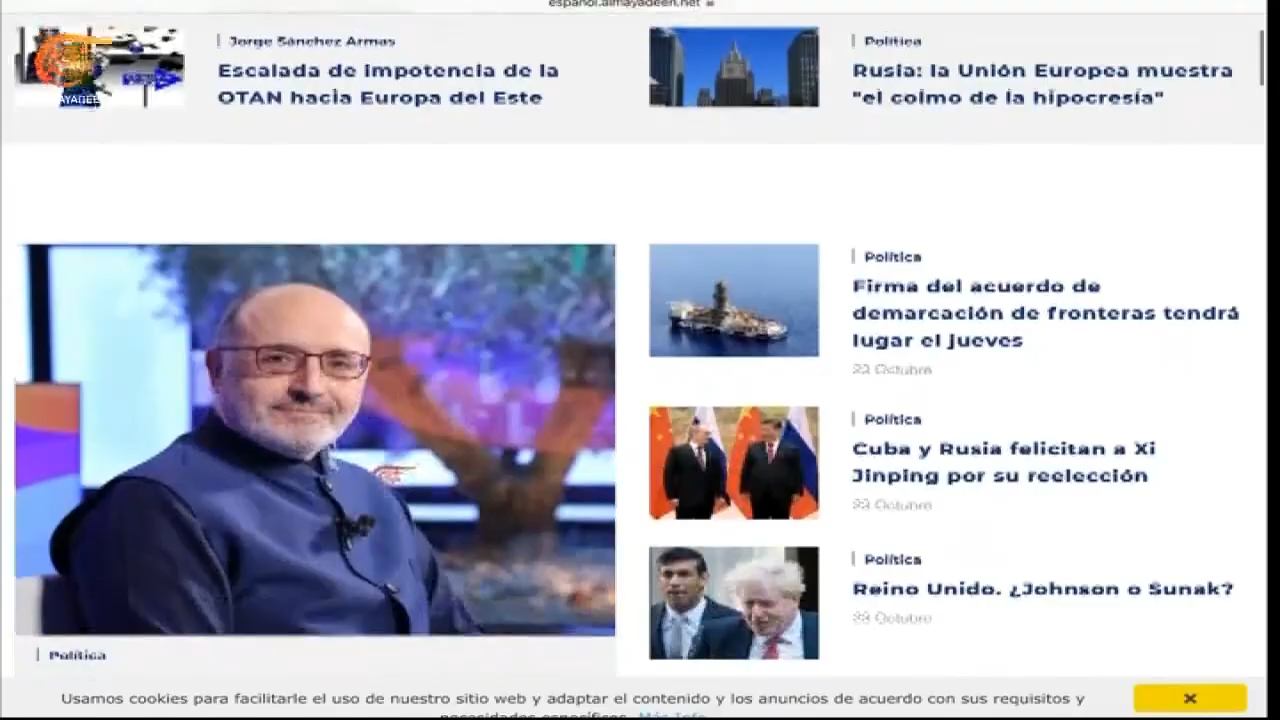 espanol.almayadeen.net
Jorge Sánchez Armas
Escalada de impotencia de la
OTAN hacia Europa del Este
Política
Rusia: la Unión Europea muestra
"el colmo de la hipocresía"
Política
Firma del acuerdo de
demarcación de fronteras tendrá
lugar el jueves
Octubre
Política
Cuba y Rusia felicitan a Xi
Jinping por su reelección
Octubre
Política
Reino Unido. ¿Johnson o Sunak?
Octubre
Política
Usamos cookies para facilitarle el uso de nuestro sitio web y adaptar el contenido y los anuncios de acuerdo con sus requisitos y
necesidades específicos. Más Info